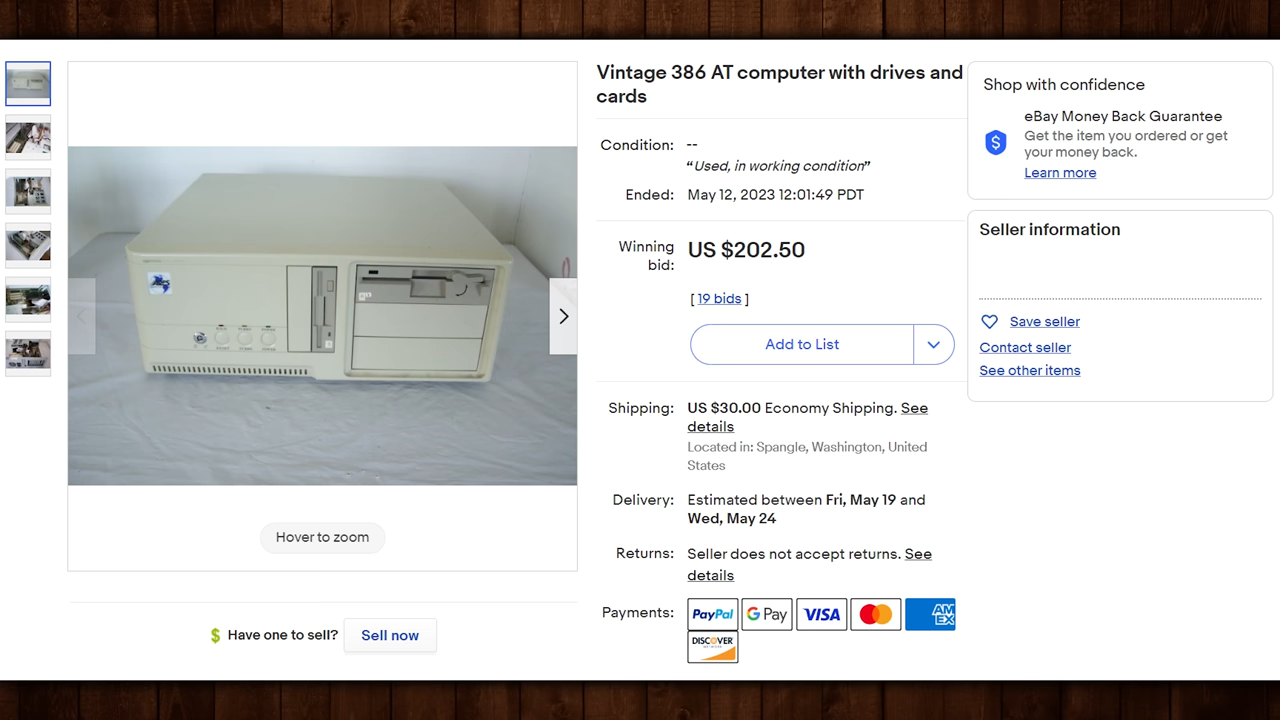 Vintage 386 AT computer with drives and
cards
Condition: --
“Used, in working condition”
Ended: May 12, 2023 12:01:49 PDT
Winning
bid:
US $202.50
[ 19 bids ]
Add to List
Shipping: US $30.00 Economy Shipping. See
details
Located in: Spangle, Washington, United
States
Delivery: Estimated between Fri, May 19 and
Wed, May 24
Returns: Seller does not accept returns. See
details
Payments: PayPal G Pay VISA AM
EX
DISCOVER
NETWORK
Hover to zoom
$ Have one to sell? Sell now
Shop with confidence
$ eBay Money Back Guarantee
Get the item you ordered or get
your money back.
Learn more
Seller information
Save seller
Contact seller
See other items